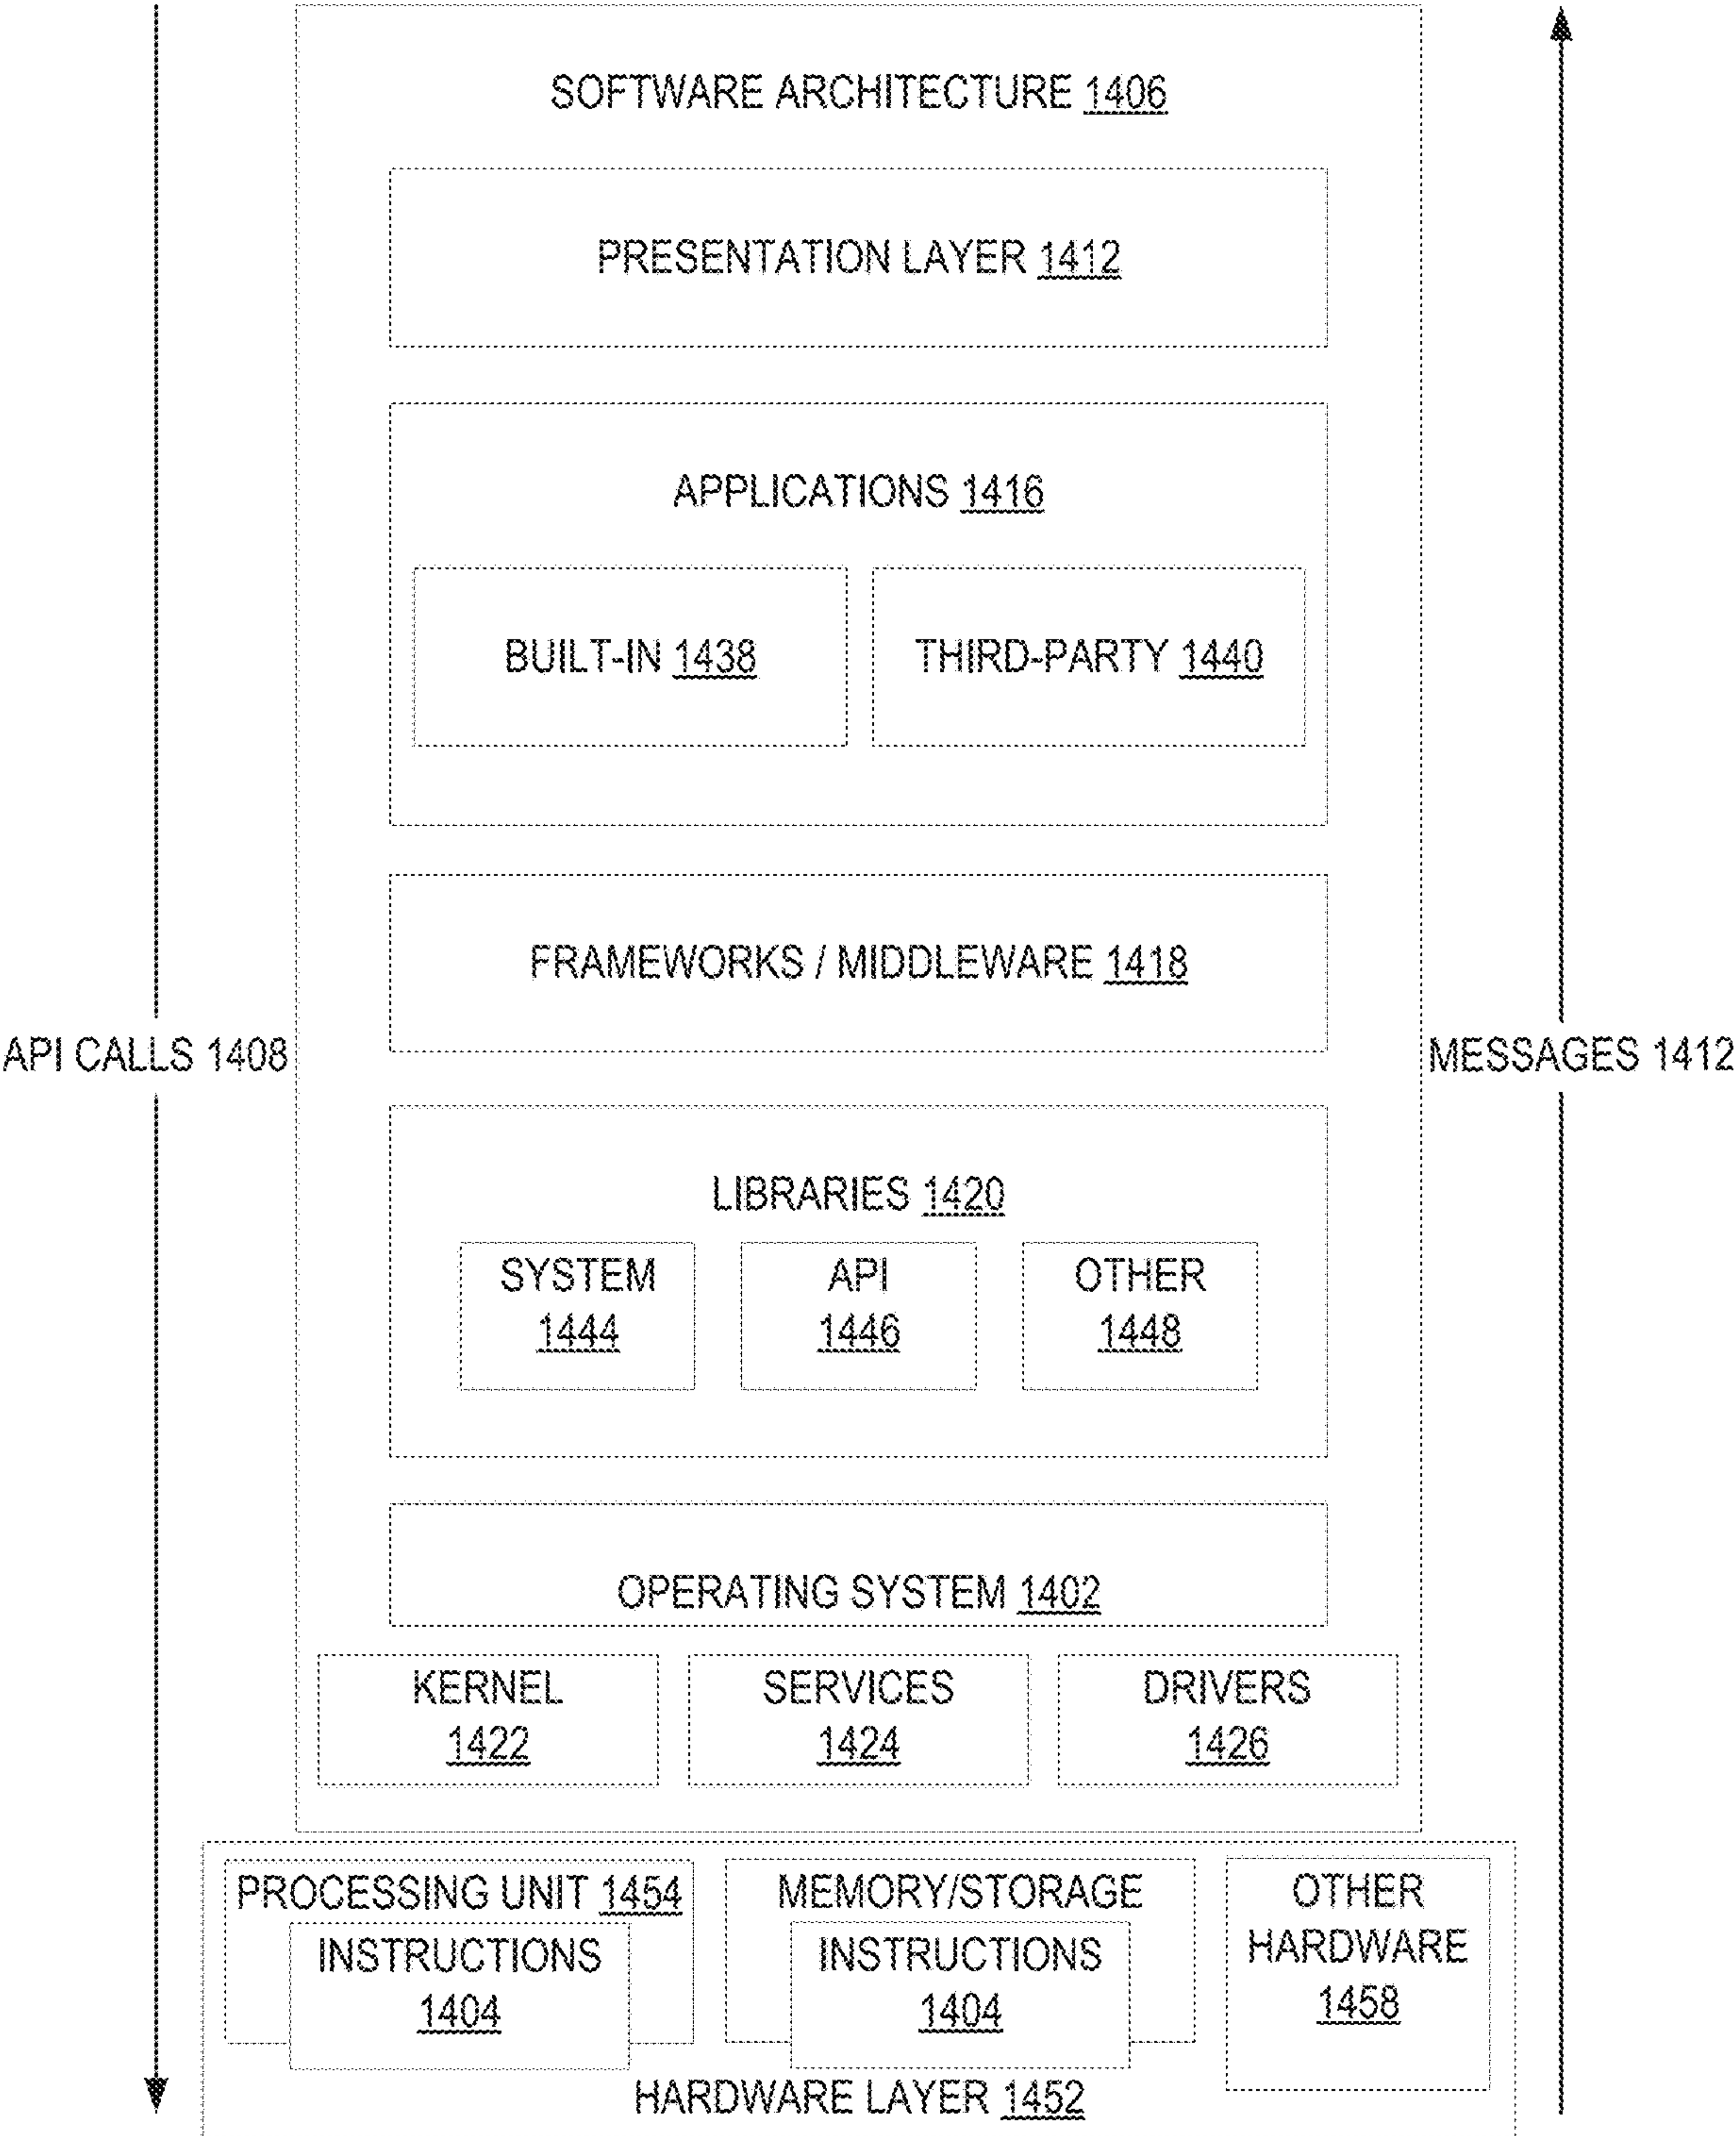 SOFTWARE ARCHITECTURE 1406
PRESENTATION LAYER 1412
APPLICATIONS 1416
BUILT-IN 1438
THIRD-PARTY 1440
FRAMEWORKS / MIDDLEWARE 1418
API CALLS 1408
MESSAGES 1412
LIBRARIES 1420
SYSTEM
1444
API
1446
OTHER
1448
OPERATING SYSTEM 1402
KERNEL
1422
SERVICES
1424
DRIVERS
1426
PROCESSING UNIT 1454
INSTRUCTIONS
1404
MEMORY/STORAGE
INSTRUCTIONS
1404
OTHER
HARDWARE
1458
HARDWARE LAYER 1452